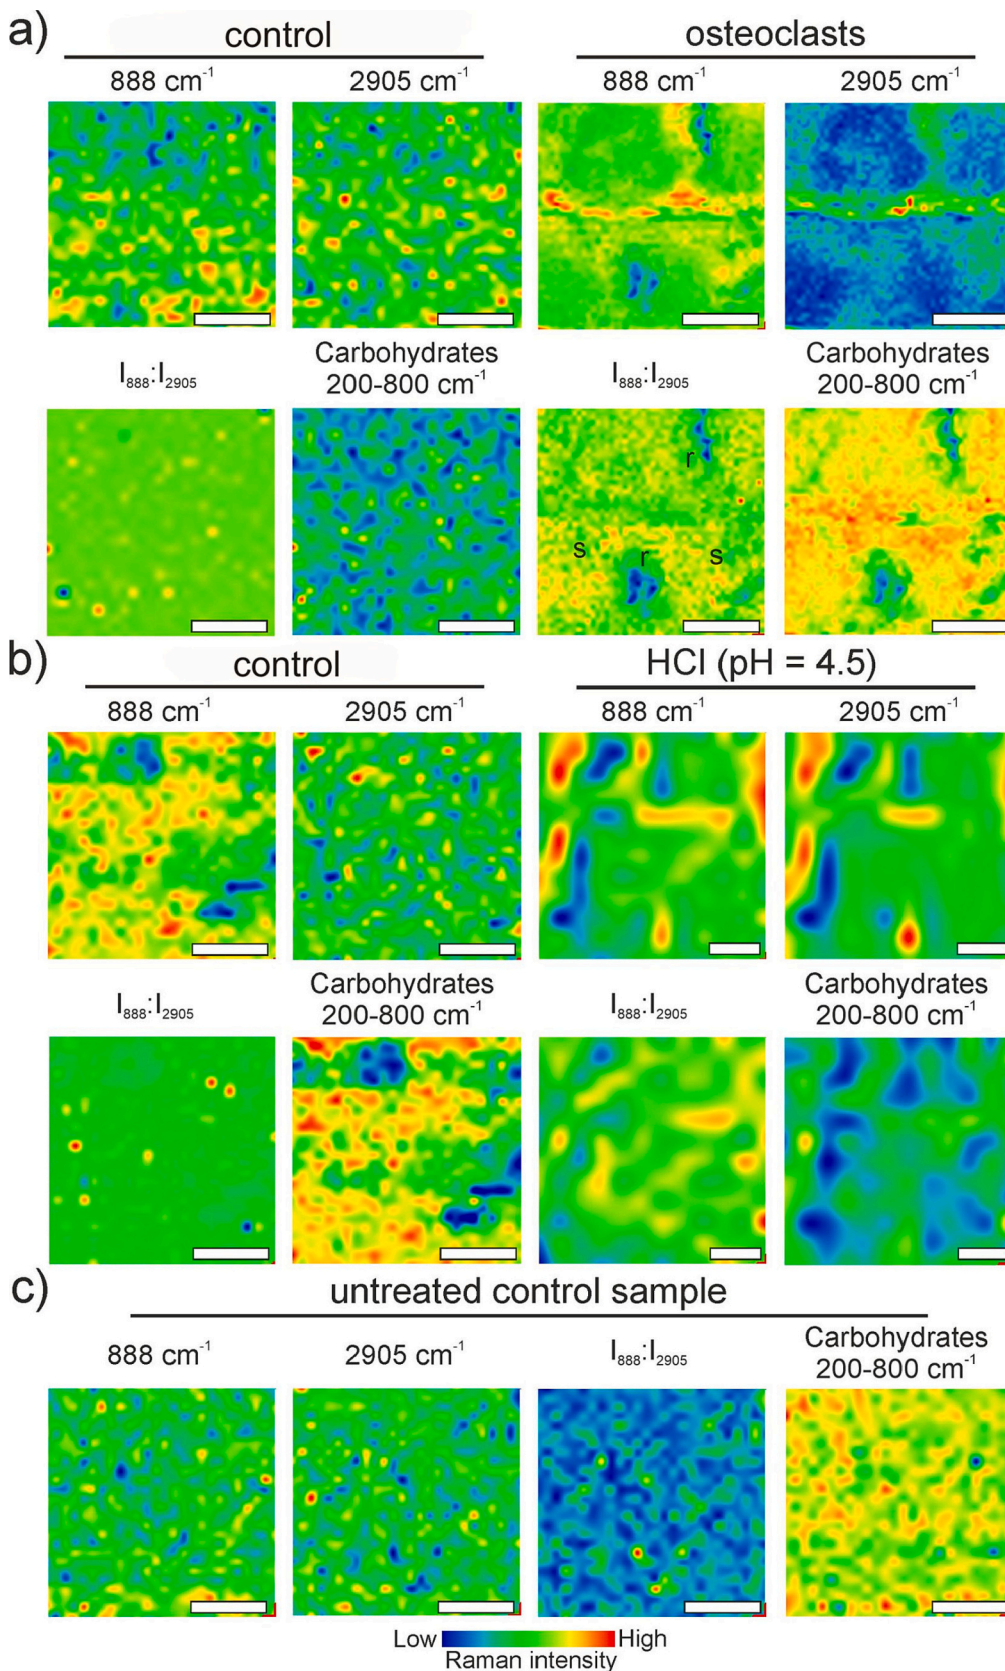 a)
control
osteoclasts
888 cm⁻¹
2905 cm⁻¹
888 cm⁻¹
2905 cm⁻¹
I₈₈₈:I₂₉₀₅
Carbohydrates
200-800 cm⁻¹
I₈₈₈:I₂₉₀₅
Carbohydrates
200-800 cm⁻¹
r
s
r
s
b)
control
HCl (pH = 4.5)
888 cm⁻¹
2905 cm⁻¹
888 cm⁻¹
2905 cm⁻¹
I₈₈₈:I₂₉₀₅
Carbohydrates
200-800 cm⁻¹
I₈₈₈:I₂₉₀₅
Carbohydrates
200-800 cm⁻¹
c)
untreated control sample
888 cm⁻¹
2905 cm⁻¹
I₈₈₈:I₂₉₀₅
Carbohydrates
200-800 cm⁻¹
Low High
Raman intensity